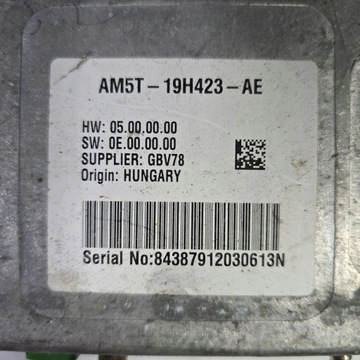 AM5T-19H423-AE
HW: 05.00.00.00
SW: 0E.00.00.00
SUPPLIER: GBV78
Origin: HUNGARY
Serial No:84387912030613N